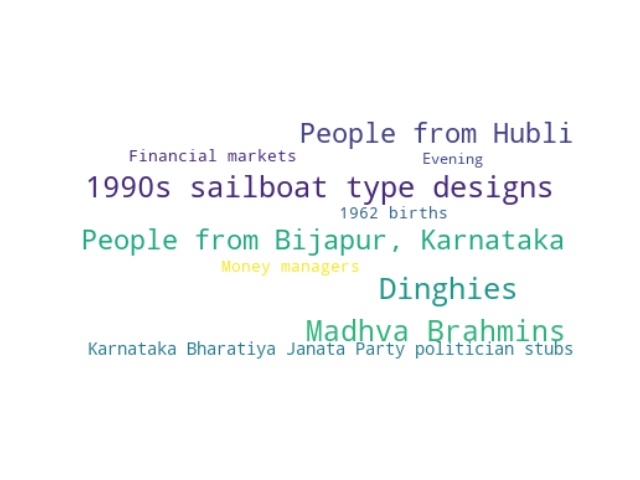 People from Hubli
Financial markets
Evening
1990s sailboat type designs
1962 births
People from Bijapur, Karnataka
Money managers
Dinghies
Madhva Brahmins
Karnataka Bharatiya Janata Party politician stubs